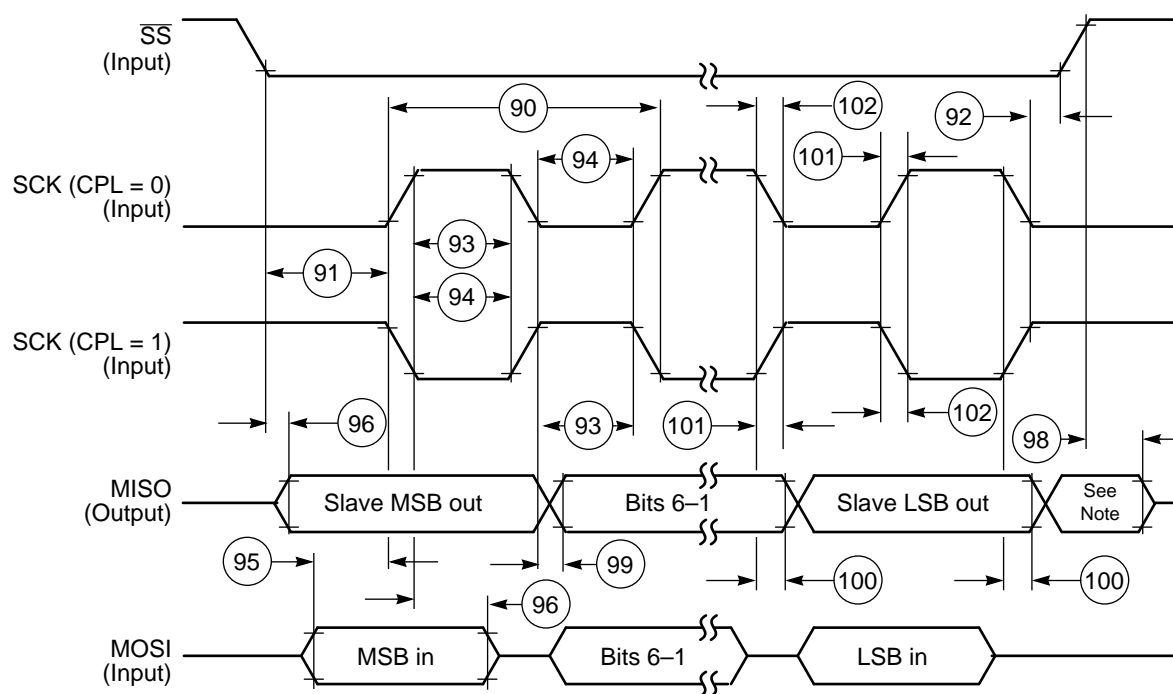 SS
(Input)
90
102
92
101
94
SCK (CPL = 0)
(Input)
93
91
94
SCK (CPL = 1)
(Input)
96
93
101
102
98
MISO
(Output)
Slave MSB out
Bits 6–1
Slave LSB out
See
Note
95
99
100
100
96
MOSI
(Input)
MSB in
Bits 6–1
LSB in